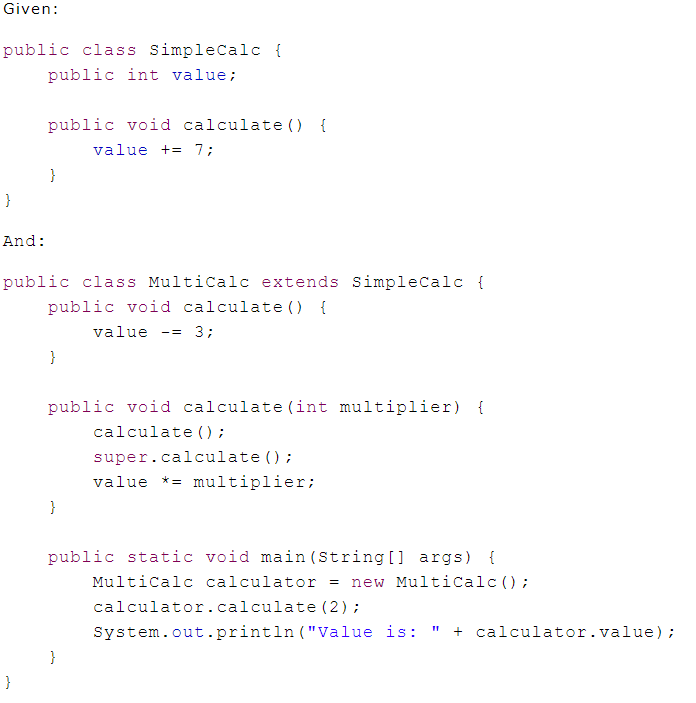 Given:
public class SimpleCalc {
    public int value;
    public void calculate() {
        value += 7;
    }
}
And:
public class MultiCalc extends SimpleCalc {
    public void calculate() {
        value -= 3;
    }
    public void calculate(int multiplier) {
        calculate();
        super.calculate();
        value *= multiplier;
    }
    public static void main(String[] args) {
        MultiCalc calculator = new MultiCalc();
        calculator.calculate(2);
        System.out.println("Value is: " + calculator.value);
    }
}